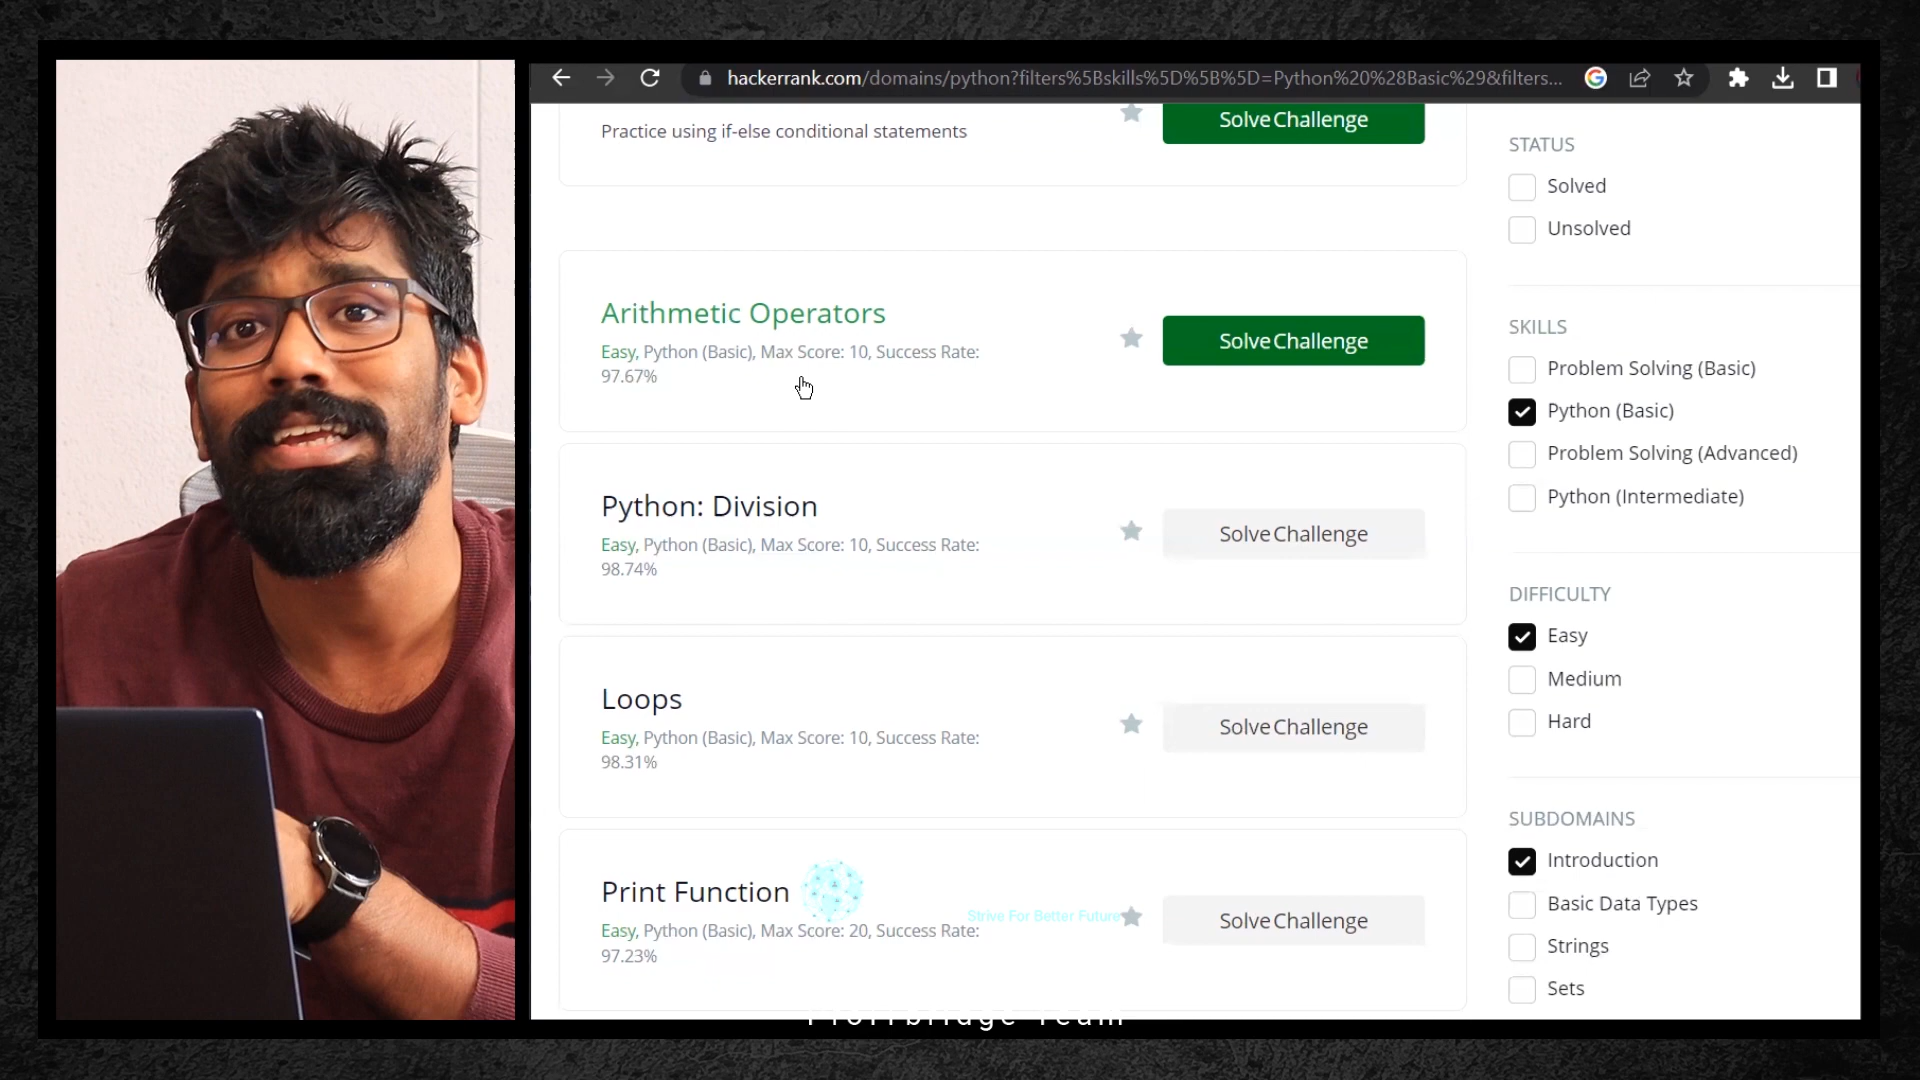 hackerrank.com/domains/python?filters%5Bskills%5D%5B%5D=Python%20%28Basic%29&filters...
Practice using if-else conditional statements
Solve Challenge
Arithmetic Operators
Easy, Python (Basic), Max Score: 10, Success Rate:
97.67%
Solve Challenge
Python: Division
Easy, Python (Basic), Max Score: 10, Success Rate:
98.74%
Solve Challenge
Loops
Easy, Python (Basic), Max Score: 10, Success Rate:
98.31%
Solve Challenge
Print Function
Strive For Better Future
Easy, Python (Basic), Max Score: 20, Success Rate:
97.23%
Solve Challenge
STATUS
Solved
Unsolved
SKILLS
Problem Solving (Basic)
Python (Basic)
Problem Solving (Advanced)
Python (Intermediate)
DIFFICULTY
Easy
Medium
Hard
SUBDOMAINS
Introduction
Basic Data Types
Strings
Sets
Team